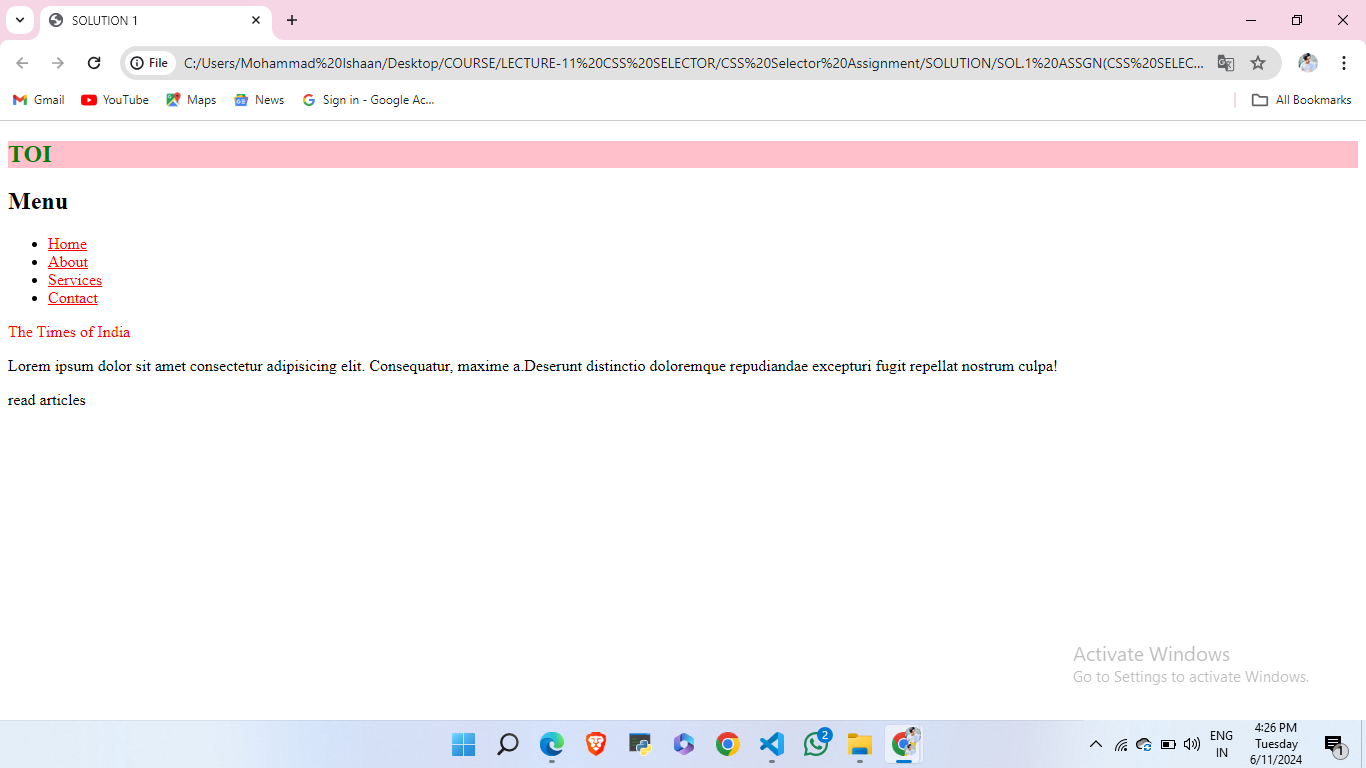 SOLUTION 1
File C:/Users/Mohammad%20Ishaan/Desktop/COURSE/LECTURE-11%20CSS%20SELECTOR/CSS%20Selector%20Assignment/SOLUTION/SOL.1%20ASSGN(CSS%20SELEC...
Gmail YouTube Maps News Sign in - Google Ac... All Bookmarks
TOI
Menu
Home
About
Services
Contact
The Times of India
Lorem ipsum dolor sit amet consectetur adipisicing elit. Consequatur, maxime a.Deserunt distinctio doloremque repudiandae excepturi fugit repellat nostrum culpa!
read articles
Activate Windows
Go to Settings to activate Windows.
2
ENG
IN
4:26 PM
Tuesday
6/11/2024
1